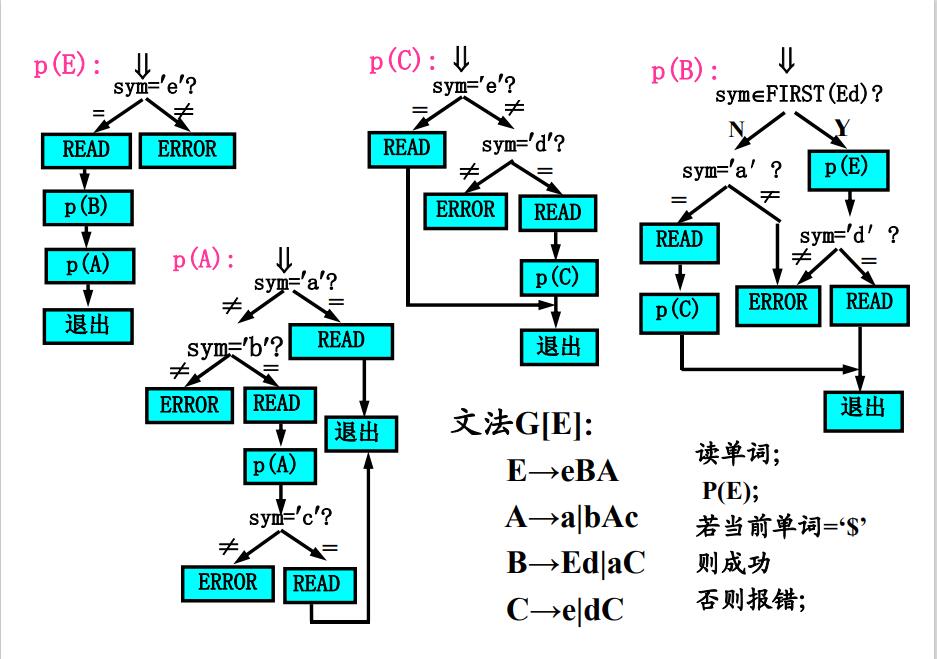 p(E):
sym='e'?
= ≠
READ ERROR
p(B)
p(A)
退出
p(A):
sym='a'?
≠ =
sym='b'? READ
≠ =
ERROR READ 退出
p(A)
sym='c'?
≠ =
ERROR READ
p(C):
sym='e'?
= ≠
READ sym='d'?
≠ =
ERROR READ
p(C)
退出
p(B):
sym∈FIRST(Ed)?
N Y
sym='a' ? p(E)
= ≠
READ sym='d' ?
≠ =
p(C) ERROR READ
退出
文法G[E]:
E→eBA
A→a|bAc
B→Ed|aC
C→e|dC
读单词;
P(E);
若当前单词=‘$’
则成功
否则报错;